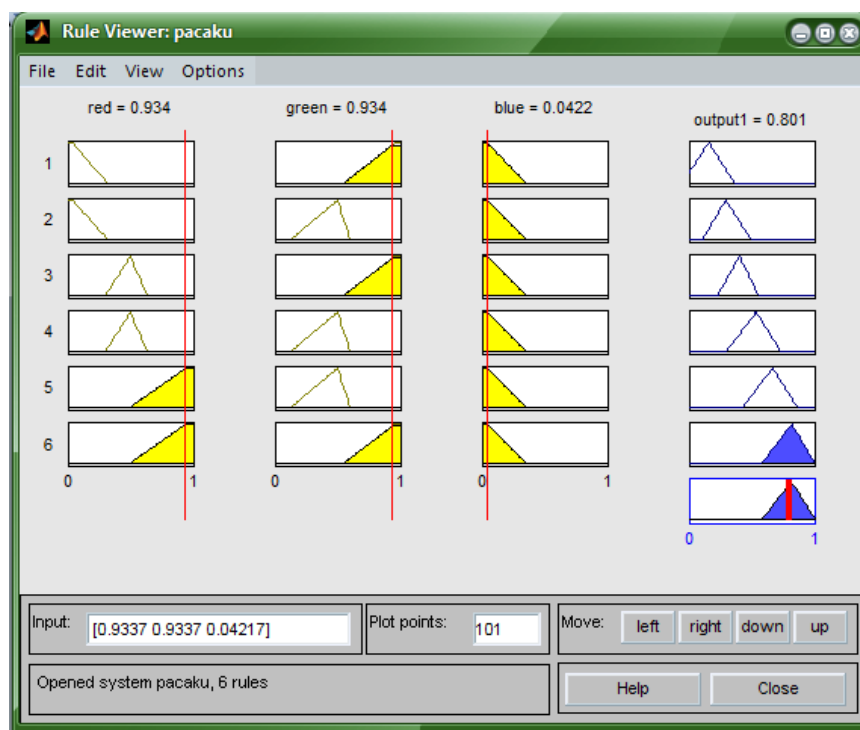 Rule Viewer: pacaku
File Edit View Options
red = 0.934 green = 0.934 blue = 0.0422 output1 = 0.801
1
2
3
4
5
6
0 1 0 1 0 1
0 1
Input: [0.9337 0.9337 0.04217] Plot points: 101 Move: left right down up
Opened system pacaku, 6 rules Help Close